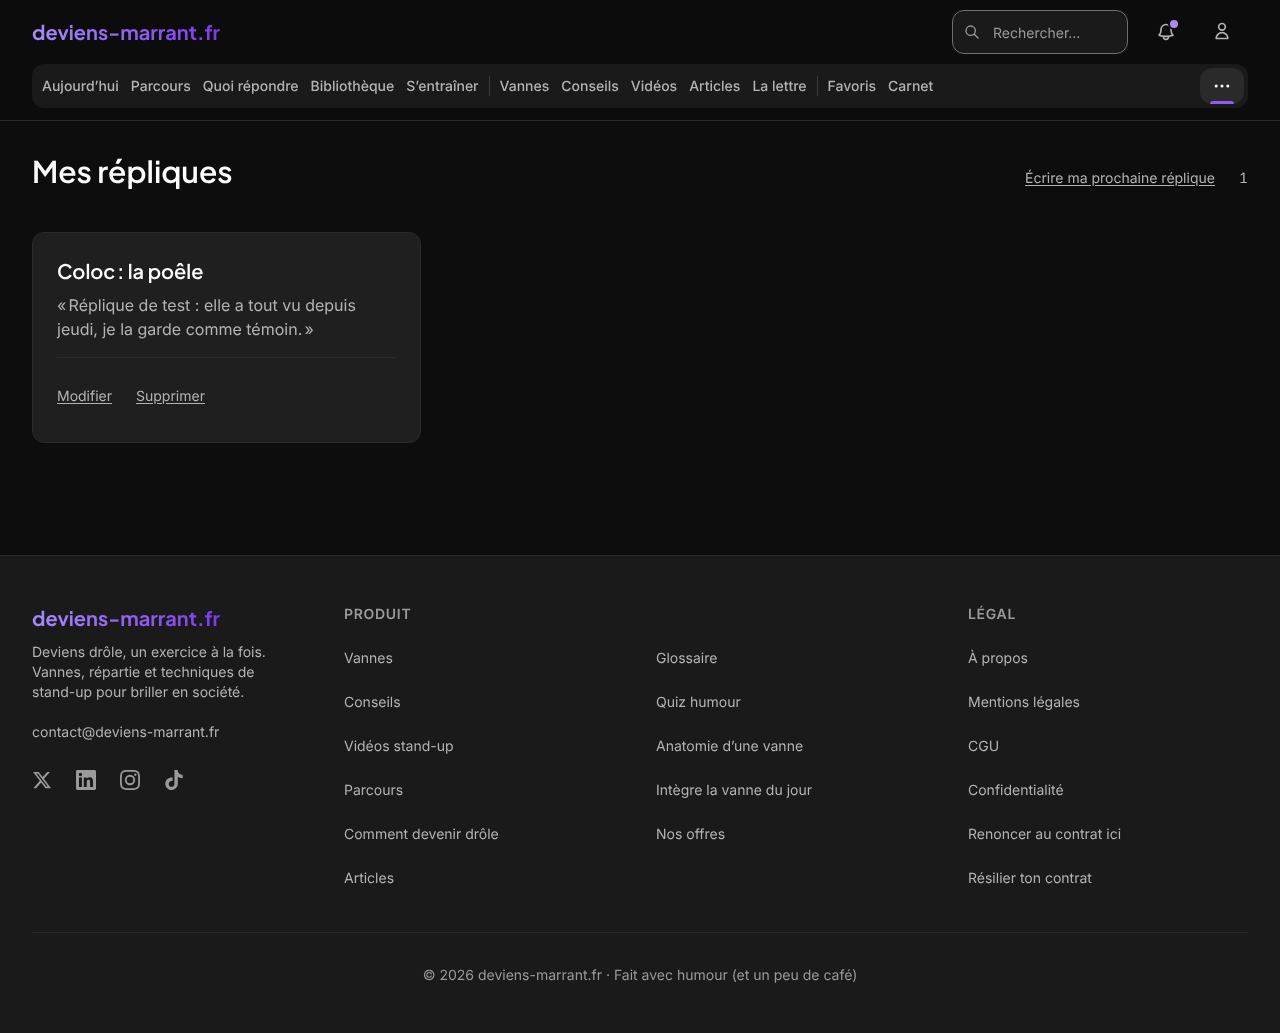 deviens-marrant.fr
Rechercher...
Aujourd’hui Parcours Quoi répondre Bibliothèque S’entraîner Vannes Conseils Vidéos Articles La lettre Favoris Carnet
Mes répliques
Écrire ma prochaine réplique 1
Coloc : la poêle
« Réplique de test : elle a tout vu depuis
jeudi, je la garde comme témoin. »
Modifier Supprimer
deviens-marrant.fr
Deviens drôle, un exercice à la fois.
Vannes, répartie et techniques de
stand-up pour briller en société.
contact@deviens-marrant.fr
PRODUIT
Vannes
Conseils
Vidéos stand-up
Parcours
Comment devenir drôle
Articles
Glossaire
Quiz humour
Anatomie d’une vanne
Intègre la vanne du jour
Nos offres
LÉGAL
À propos
Mentions légales
CGU
Confidentialité
Renoncer au contrat ici
Résilier ton contrat
© 2026 deviens-marrant.fr · Fait avec humour (et un peu de café)